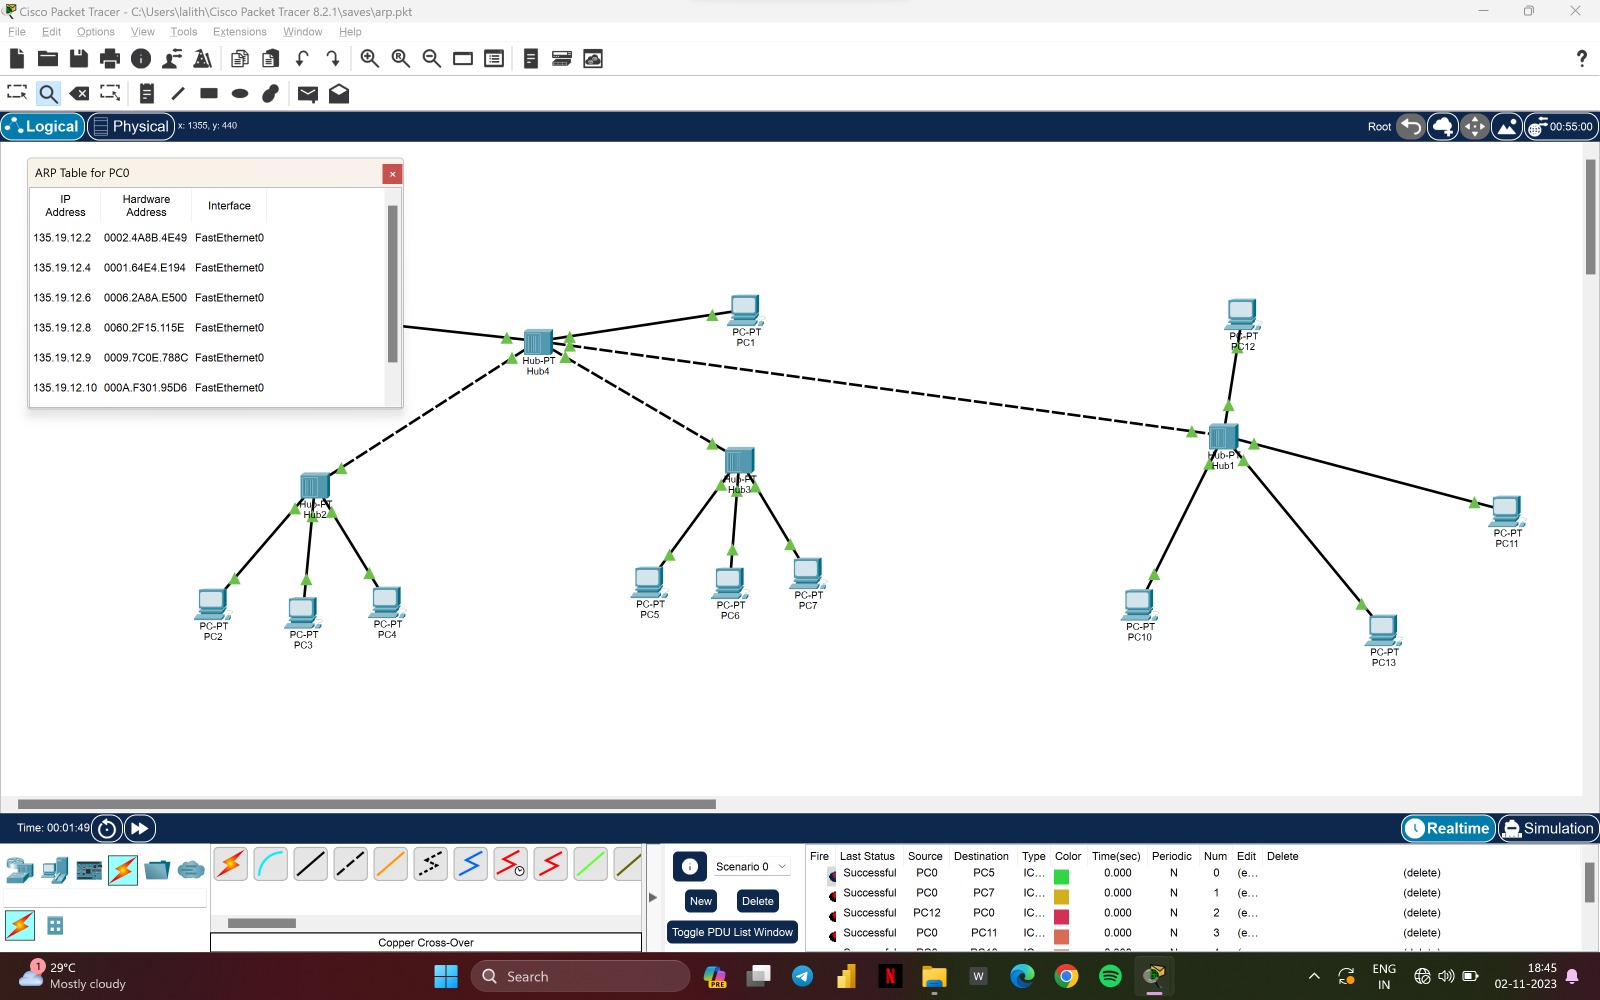 Cisco Packet Tracer - C:\Users\lalith\Cisco Packet Tracer 8.2.1\saves\arp.pkt
File Edit Options View Tools Extensions Window Help
Logical Physical x: 1355, y: 440 Root 00:55:00
ARP Table for PC0
IP Address Hardware Address Interface
135.19.12.2 0002.4A8B.4E49 FastEthernet0
135.19.12.4 0001.64E4.E194 FastEthernet0
135.19.12.6 0006.2A8A.E500 FastEthernet0
135.19.12.8 0060.2F15.115E FastEthernet0
135.19.12.9 0009.7C0E.788C FastEthernet0
135.19.12.10 000A.F301.95D6 FastEthernet0
PC-PT
PC1
PC-PT
PC12
Hub-PT
Hub4
Hub-PT
Hub1
Hub-PT
Hub3
Hub-PT
Hub2
PC-PT
PC11
PC-PT
PC5
PC-PT
PC6
PC-PT
PC7
PC-PT
PC2
PC-PT
PC3
PC-PT
PC4
PC-PT
PC10
PC-PT
PC13
Time: 00:01:49 Realtime Simulation
Scenario 0
New Delete
Toggle PDU List Window
Copper Cross-Over
Fire Last Status Source Destination Type Color Time(sec) Periodic Num Edit Delete
Successful PC0 PC5 IC... 0.000 N 0 (e... (delete)
Successful PC0 PC7 IC... 0.000 N 1 (e... (delete)
Successful PC12 PC0 IC... 0.000 N 2 (e... (delete)
Successful PC0 PC11 IC... 0.000 N 3 (e... (delete)
1 29°C
Mostly cloudy
Search
PRE
W
ENG
IN
18:45
02-11-2023